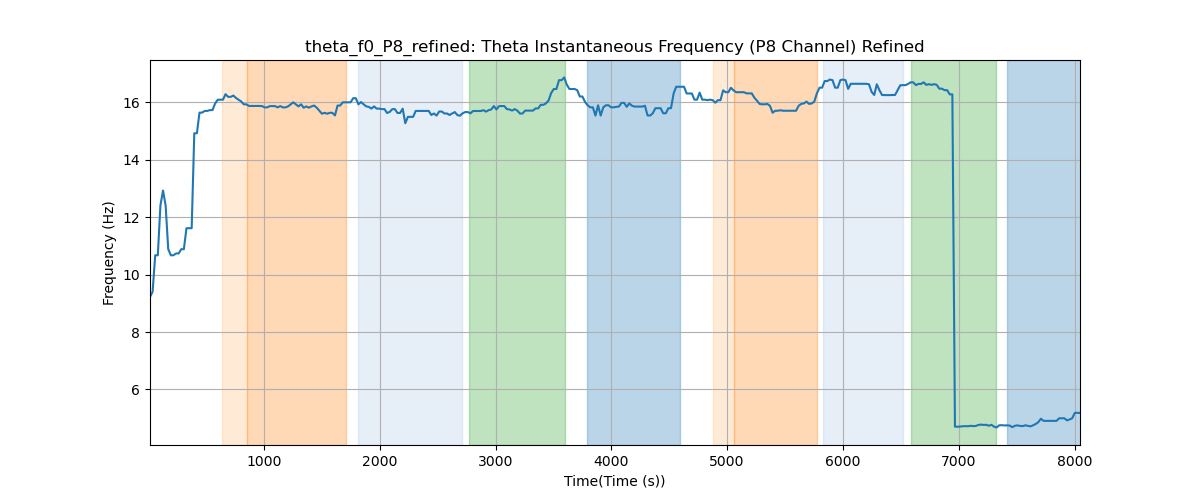 theta_f0_P8_refined: Theta Instantaneous Frequency (P8 Channel) Refined
16
14
12
10
8
6
Frequency (Hz)
1000 2000 3000 4000 5000 6000 7000 8000
Time(Time (s))